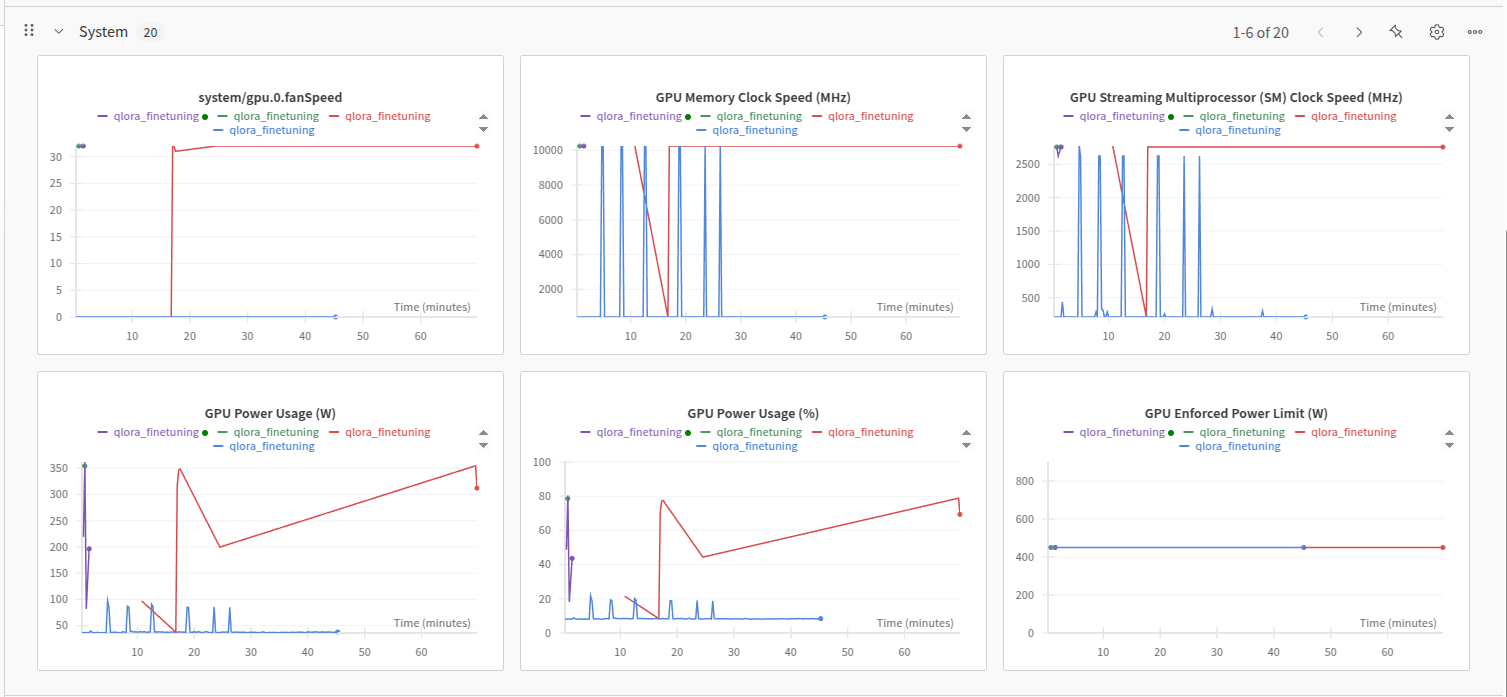 System 20
1-6 of 20
system/gpu.0.fanSpeed
qlora_finetuning qlora_finetuning qlora_finetuning
qlora_finetuning
30
25
20
15
10
5
0
Time (minutes)
10 20 30 40 50 60
GPU Memory Clock Speed (MHz)
qlora_finetuning qlora_finetuning qlora_finetuning
qlora_finetuning
10000
8000
6000
4000
2000
Time (minutes)
10 20 30 40 50 60
GPU Streaming Multiprocessor (SM) Clock Speed (MHz)
qlora_finetuning qlora_finetuning qlora_finetuning
qlora_finetuning
2500
2000
1500
1000
500
Time (minutes)
10 20 30 40 50 60
GPU Power Usage (W)
qlora_finetuning qlora_finetuning qlora_finetuning
qlora_finetuning
350
300
250
200
150
100
50
Time (minutes)
10 20 30 40 50 60
GPU Power Usage (%)
qlora_finetuning qlora_finetuning qlora_finetuning
qlora_finetuning
100
80
60
40
20
0
Time (minutes)
10 20 30 40 50 60
GPU Enforced Power Limit (W)
qlora_finetuning qlora_finetuning qlora_finetuning
qlora_finetuning
800
600
400
200
0
Time (minutes)
10 20 30 40 50 60